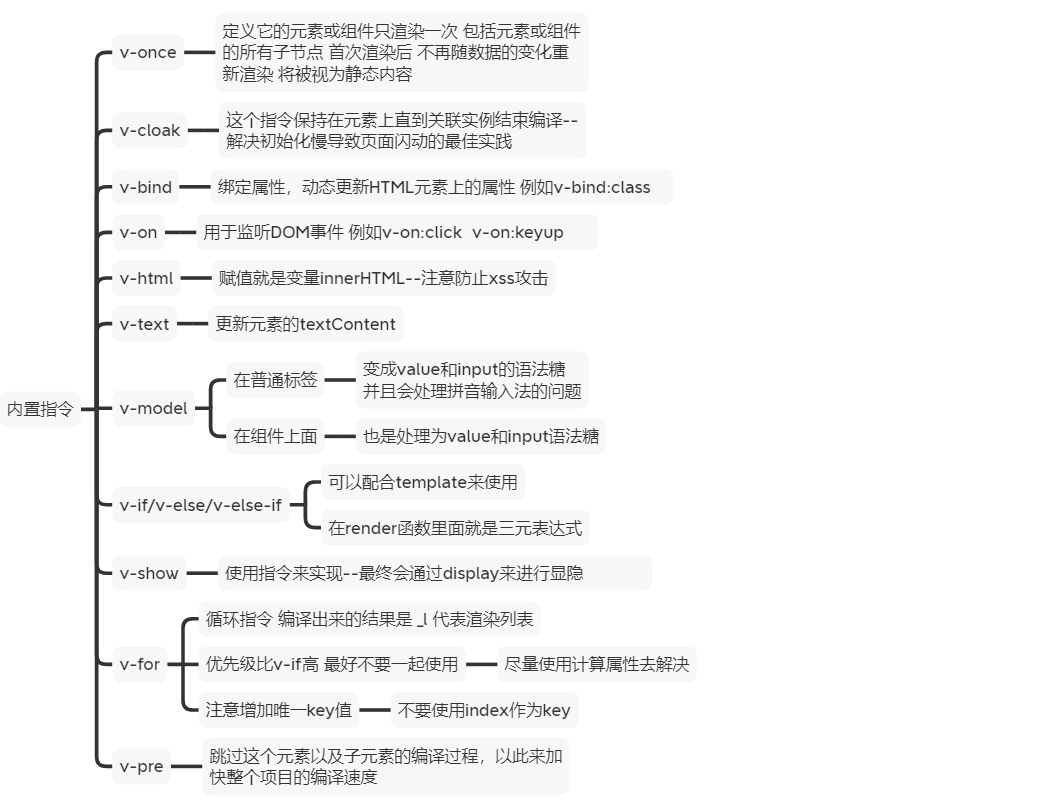 内置指令
v-once
定义它的元素或组件只渲染一次 包括元素或组件
的所有子节点 首次渲染后 不再随数据的变化重
新渲染 将被视为静态内容
v-cloak
这个指令保持在元素上直到关联实例结束编译--
解决初始化慢导致页面闪动的最佳实践
v-bind
绑定属性，动态更新HTML元素上的属性 例如v-bind:class
v-on
用于监听DOM事件 例如v-on:click  v-on:keyup
v-html
赋值就是变量innerHTML--注意防止xss攻击
v-text
更新元素的textContent
v-model
在普通标签
变成value和input的语法糖
并且会处理拼音输入法的问题
在组件上面
也是处理为value和input语法糖
v-if/v-else/v-else-if
可以配合template来使用
在render函数里面就是三元表达式
v-show
使用指令来实现--最终会通过display来进行显隐
v-for
循环指令 编译出来的结果是 _l 代表渲染列表
优先级比v-if高 最好不要一起使用
尽量使用计算属性去解决
注意增加唯一key值
不要使用index作为key
v-pre
跳过这个元素以及子元素的编译过程，以此来加
快整个项目的编译速度